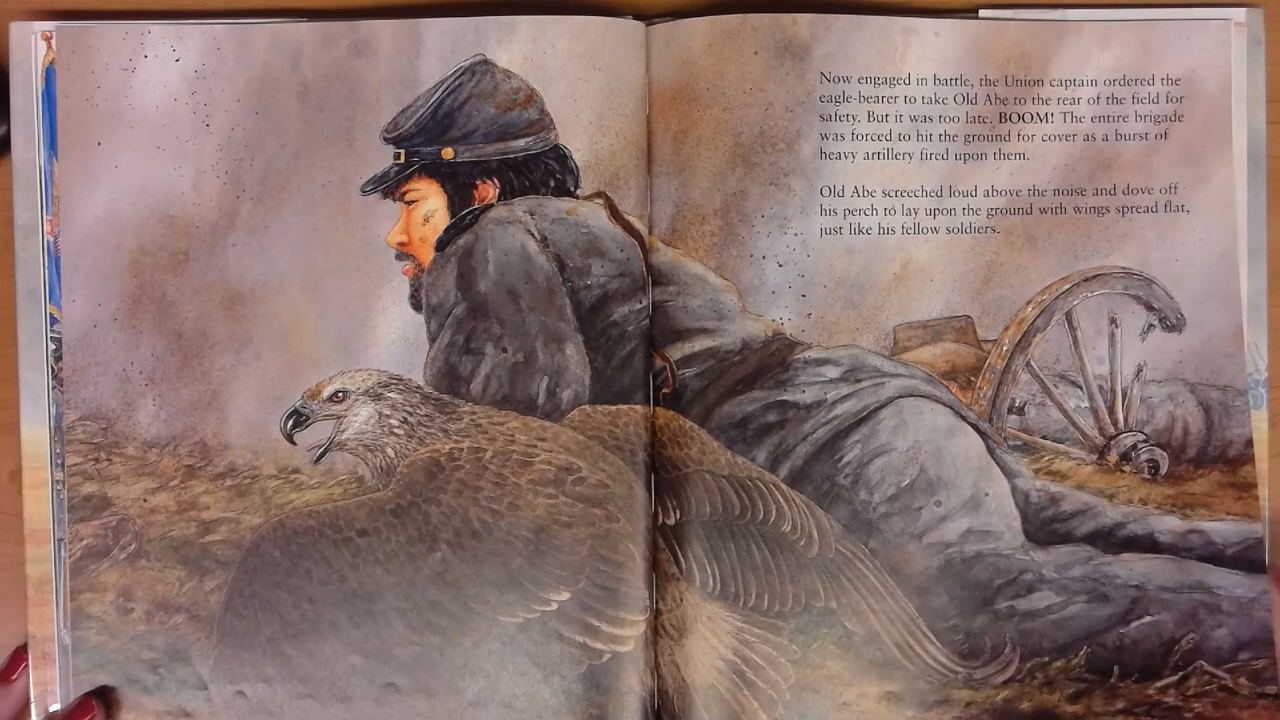 Now engaged in battle, the Union captain ordered the
eagle-bearer to take Old Abe to the rear of the field for
safety. But it was too late. BOOM! The entire brigade
was forced to hit the ground for cover as a burst of
heavy artillery fired upon them.
Old Abe screeched loud above the noise and dove off
his perch to lay upon the ground with wings spread flat,
just like his fellow soldiers.